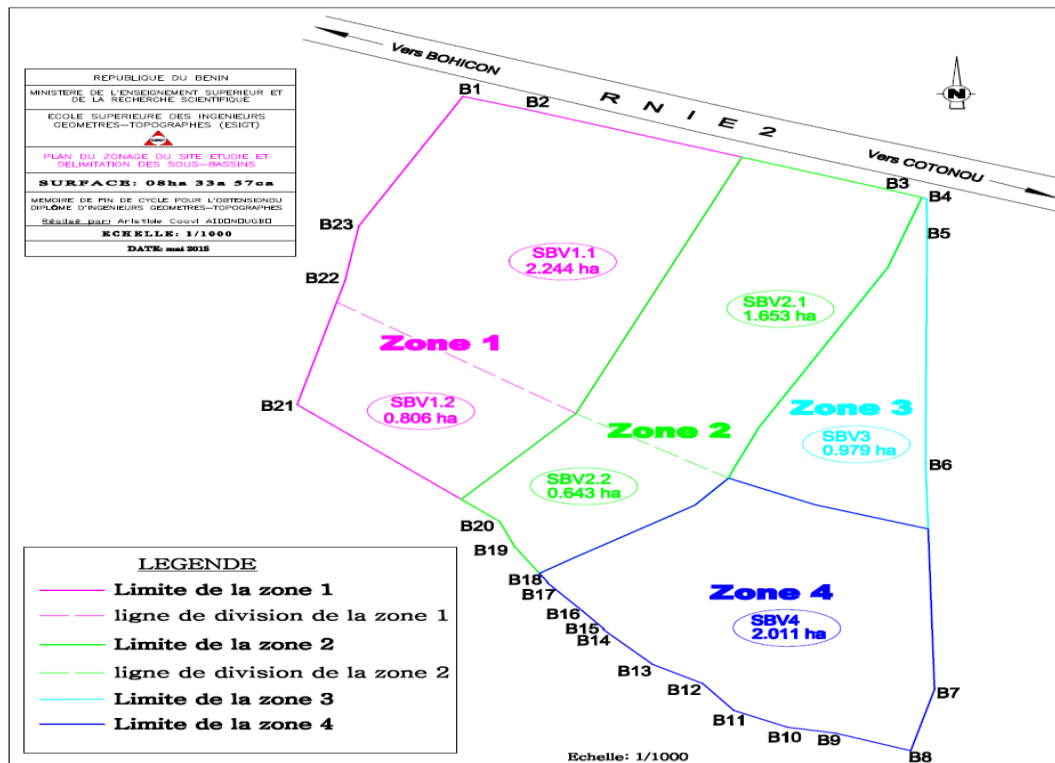 Vers BOHICON
R N I E 2
Vers COTONOU
N
REPUBLIQUE DU BENIN
MINISTERE DE L'ENSEIGNEMENT SUPERIEUR ET
DE LA RECHERCHE SCIENTIFIQUE
ECOLE SUPERIEURE DES INGENIEURS
GEOMETRES-TOPOGRAPHES (ESIGT)
PLAN DU ZONAGE DU SITE ETUDIE ET
DELIMITATION DES SOUS-BASSINS
SURFACE: 08ha 33a 57ca
MEMOIRE DE FIN DE CYCLE POUR L'OBTENSIONDU
DIPLÔME D'INGENIEURS GEOMETRES-TOPOGRAPHES
Réalisé par: Aristide Coovi AIDONOUGBO
ECHELLE: 1/1000
DATE: mai 2015
B1
B2
B3
B4
B5
B23
B22
SBV1.1
2.244 ha
SBV2.1
1.653 ha
Zone 1
B21
SBV1.2
0.806 ha
Zone 2
Zone 3
SBV3
0.979 ha
B6
SBV2.2
0.643 ha
B20
B19
B18
B17
B16
B15
B14
B13
B12
B11
B10
B9
B8
B7
Zone 4
SBV4
2.011 ha
LEGENDE
Limite de la zone 1
ligne de division de la zone 1
Limite de la zone 2
ligne de division de la zone 2
Limite de la zone 3
Limite de la zone 4
Echelle: 1/1000